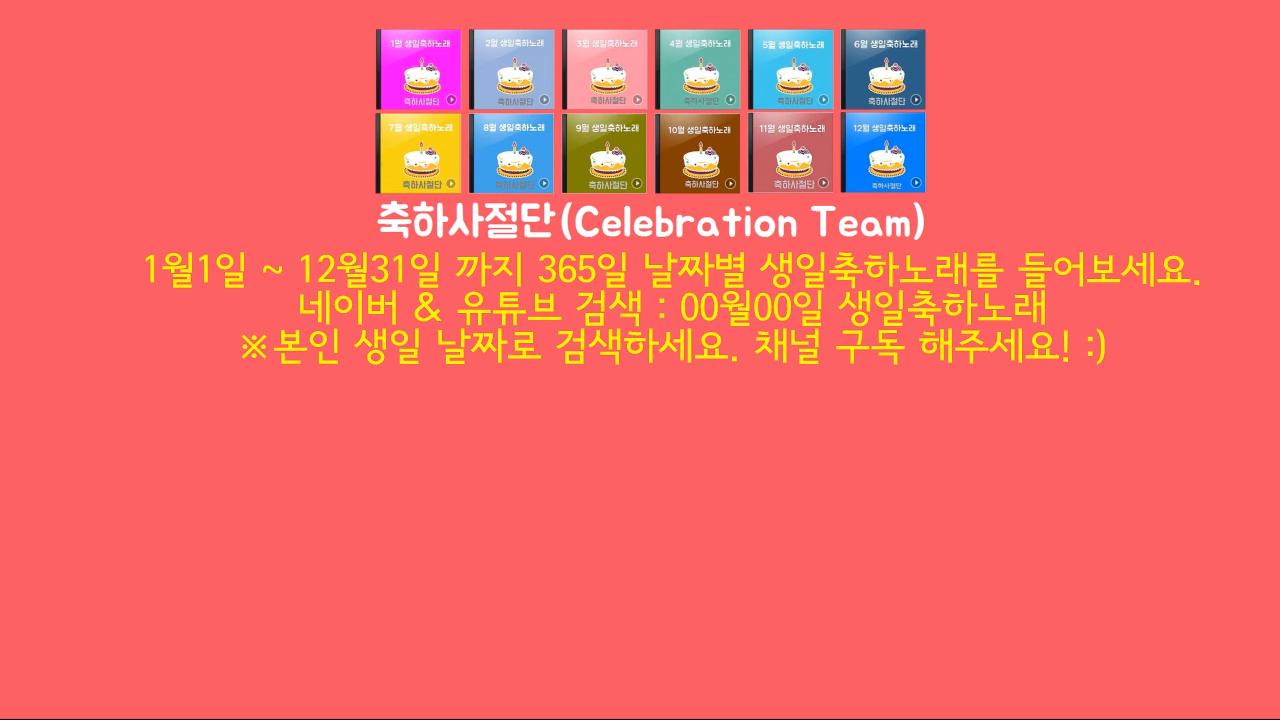 1월 생일축하노래
축하사절단
2월 생일축하노래
축하사절단
3월 생일축하노래
축하사절단
4월 생일축하노래
축하사절단
5월 생일축하노래
축하사절단
6월 생일축하노래
축하사절단
7월 생일축하노래
축하사절단
8월 생일축하노래
축하사절단
9월 생일축하노래
축하사절단
10월 생일축하노래
축하사절단
11월 생일축하노래
축하사절단
12월 생일축하노래
축하사절단
축하사절단(Celebration Team)
1월1일 ~ 12월31일 까지 365일 날짜별 생일축하노래를 들어보세요.
네이버 & 유튜브 검색 : 00월00일 생일축하노래
※본인 생일 날짜로 검색하세요. 채널 구독 해주세요! :)